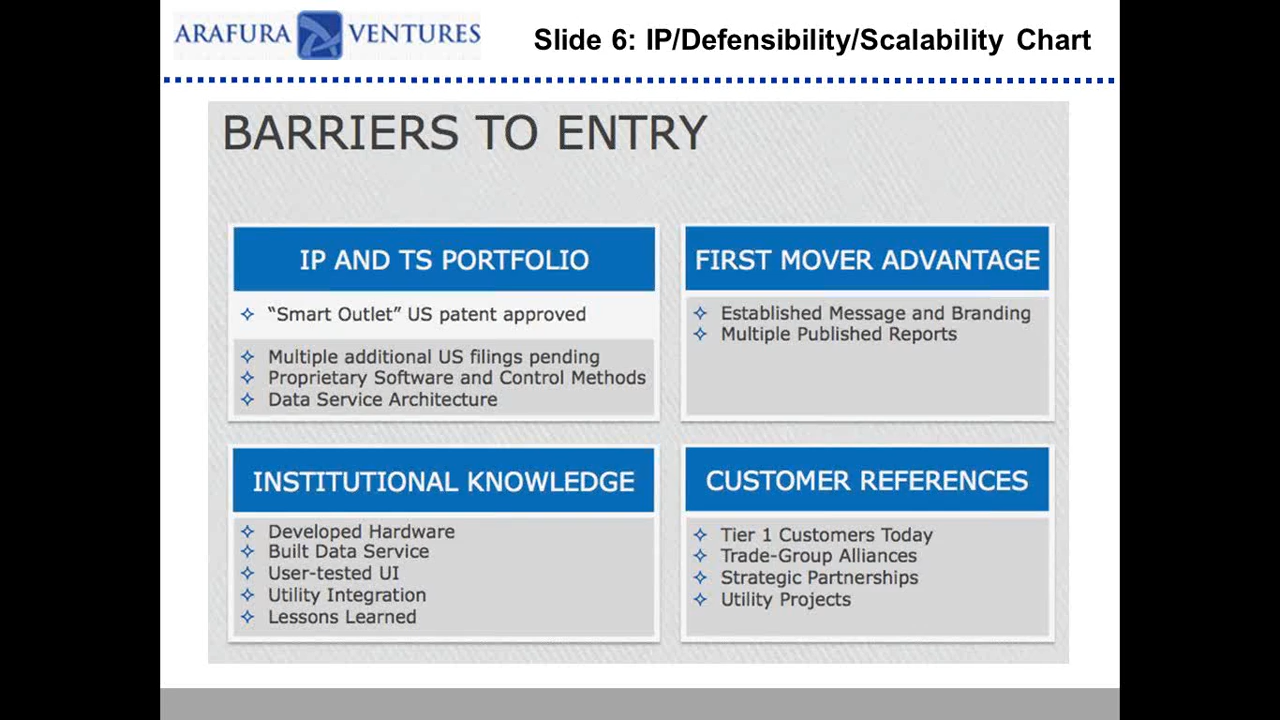 ARAFURA VENTURES
Slide 6: IP/Defensibility/Scalability Chart
BARRIERS TO ENTRY
IP AND TS PORTFOLIO
“Smart Outlet” US patent approved
Multiple additional US filings pending
Proprietary Software and Control Methods
Data Service Architecture
FIRST MOVER ADVANTAGE
Established Message and Branding
Multiple Published Reports
INSTITUTIONAL KNOWLEDGE
Developed Hardware
Built Data Service
User-tested UI
Utility Integration
Lessons Learned
CUSTOMER REFERENCES
Tier 1 Customers Today
Trade-Group Alliances
Strategic Partnerships
Utility Projects